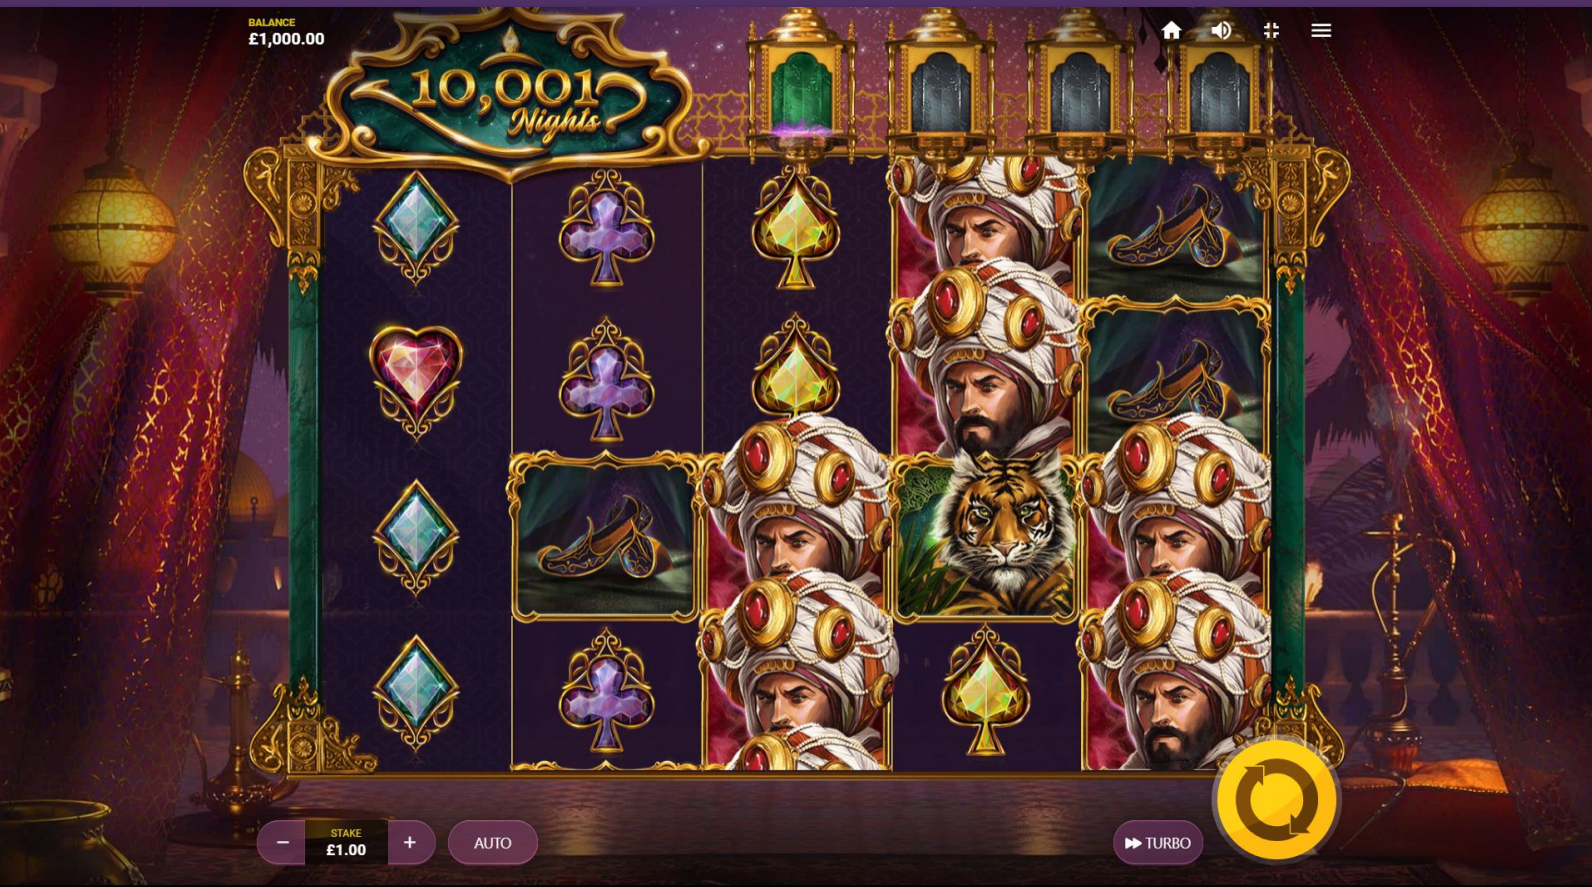 BALANCE
£1,000.00
10,001
Nights
STAKE
£1.00
AUTO
TURBO